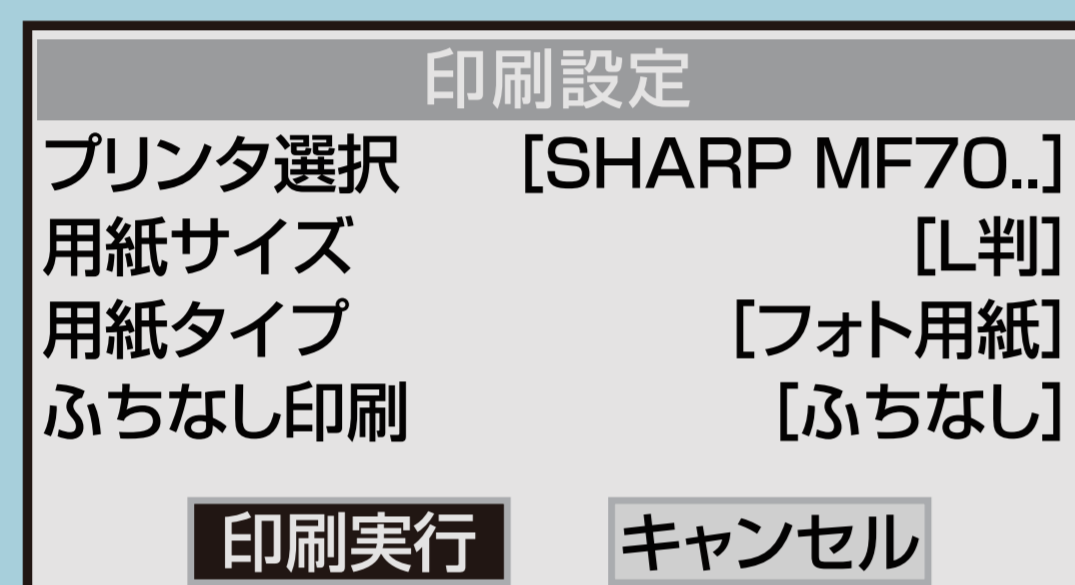 印刷設定
プリンタ選択 [SHARP MF70..]
用紙サイズ [L判]
用紙タイプ [フォト用紙]
ふちなし印刷 [ふちなし]
印刷実行 キャンセル